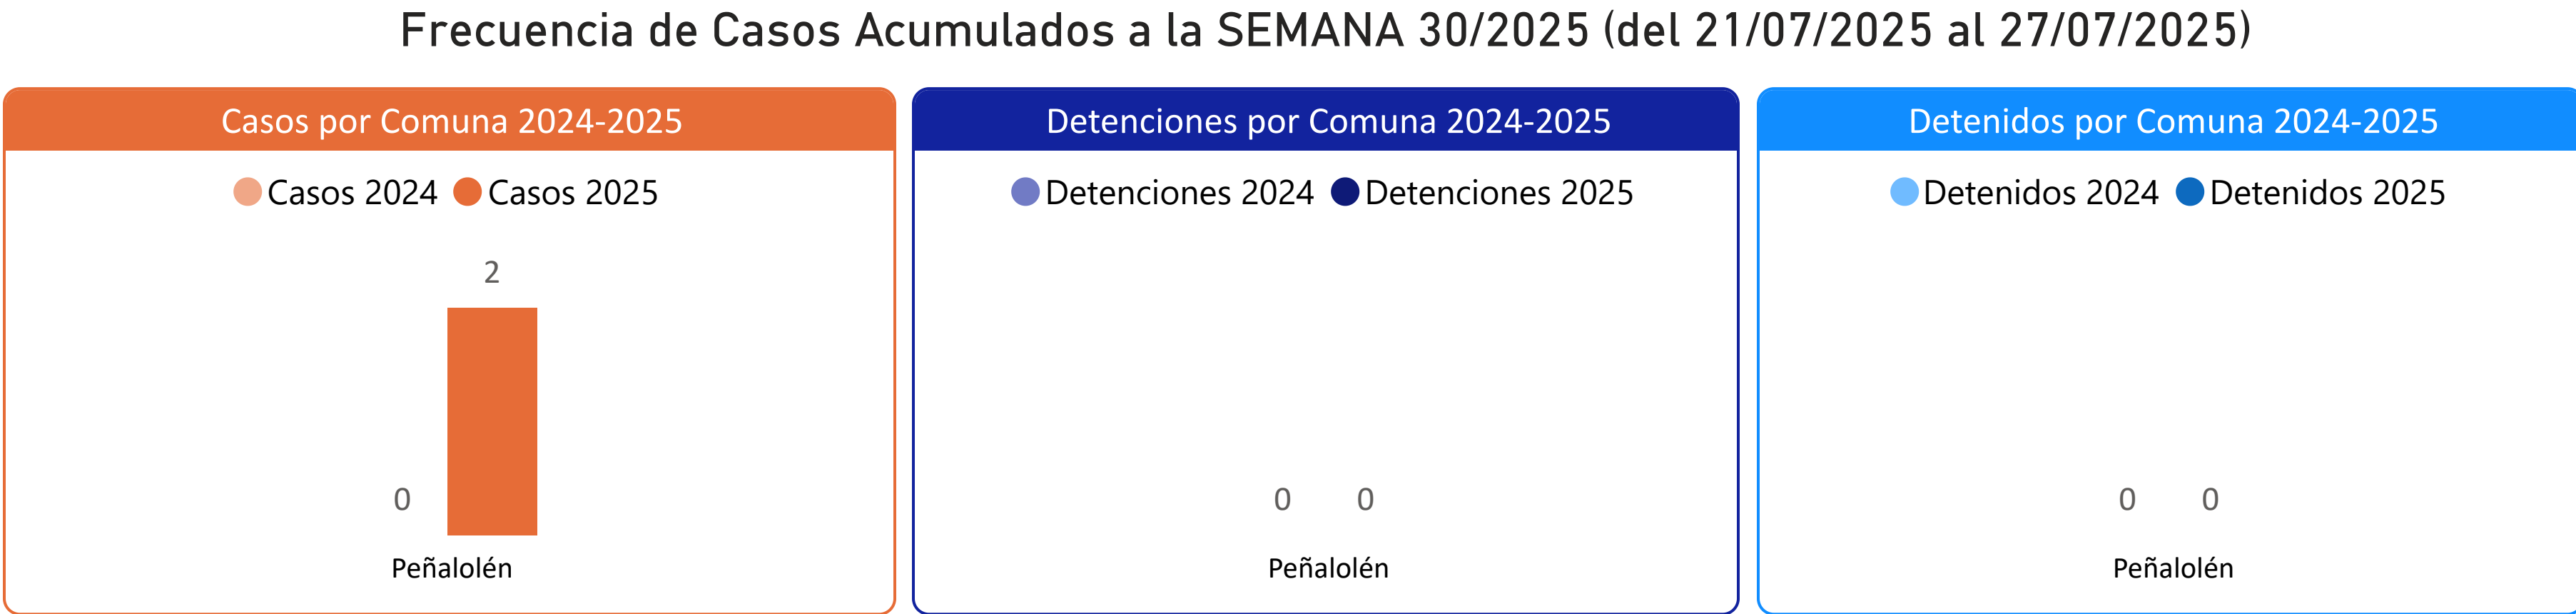 Frecuencia de Casos Acumulados a la SEMANA 30/2025 (del 21/07/2025 al 27/07/2025)
Casos por Comuna 2024-2025
Casos 2024 Casos 2025
2
0
Peñalolén
Detenciones por Comuna 2024-2025
Detenciones 2024 Detenciones 2025
0 0
Peñalolén
Detenidos por Comuna 2024-2025
Detenidos 2024 Detenidos 2025
0 0
Peñalolén